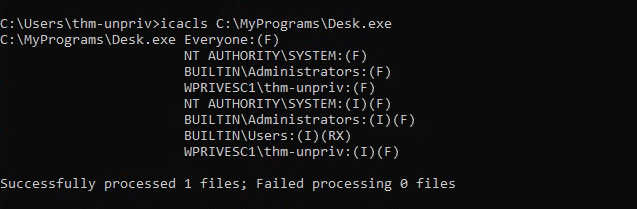 C:\Users\thm-unpriv>icacls C:\MyPrograms\Desk.exe
C:\MyPrograms\Desk.exe Everyone:(F)
NT AUTHORITY\SYSTEM:(F)
BUILTIN\Administrators:(F)
WPRIVESC1\thm-unpriv:(F)
NT AUTHORITY\SYSTEM:(I)(F)
BUILTIN\Administrators:(I)(F)
BUILTIN\Users:(I)(RX)
WPRIVESC1\thm-unpriv:(I)(F)
Successfully processed 1 files; Failed processing 0 files